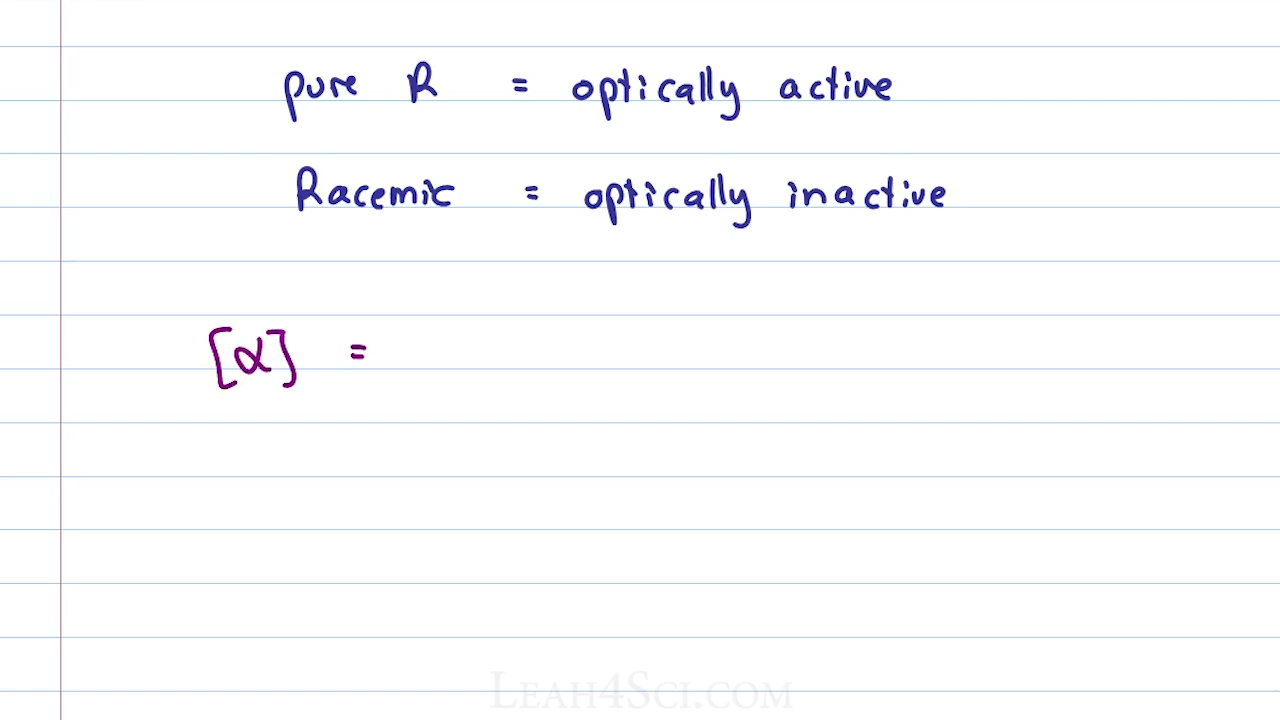 pure R = optically active
Racemic = optically inactive
[α] =
LEAH4SCI.COM